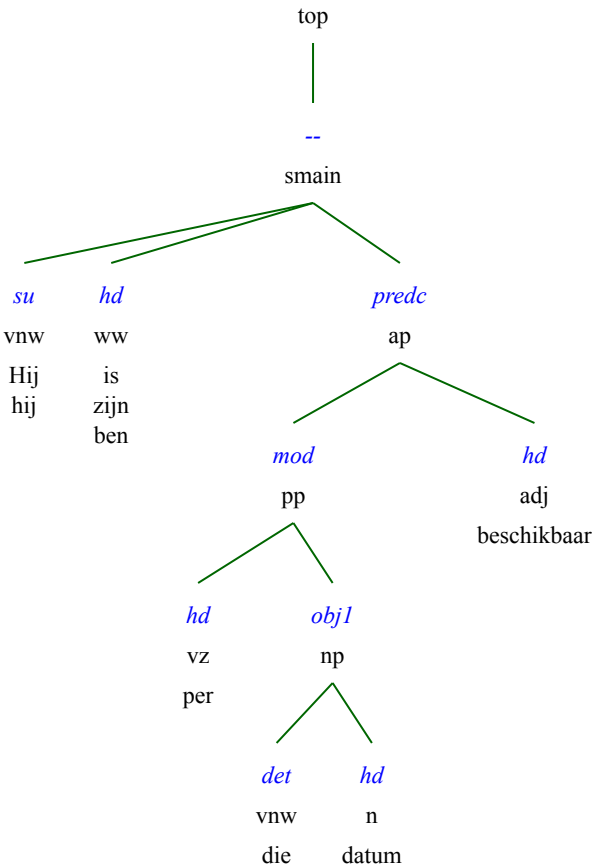 top
--
smain
su hd predc
vnw ww ap
Hij is
hij zijn
ben
mod hd
pp adj
beschikbaar
hd obj1
vz np
per
det hd
vnw n
die datum